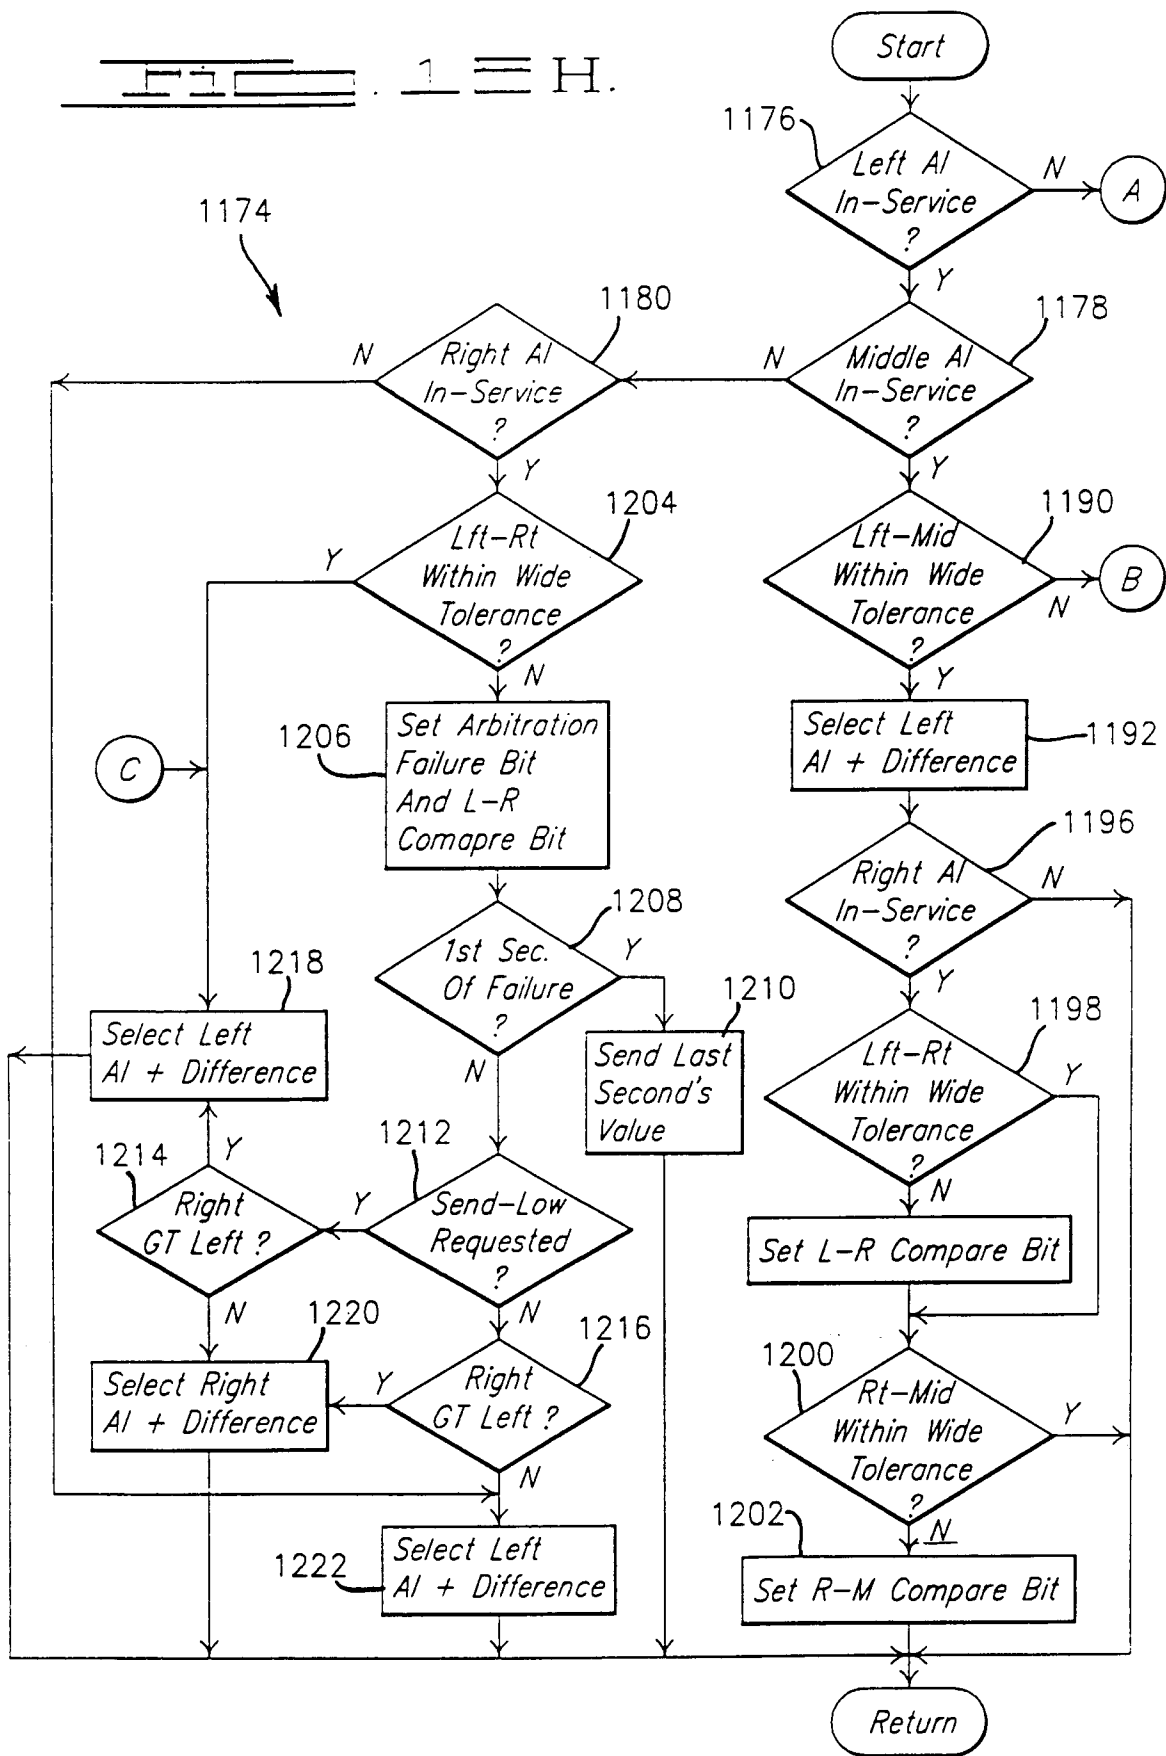 Start
1176
Left AI
In-Service
?
N
A
Y
1174
1180
1178
Right AI
In-Service
?
N
Y
Middle AI
In-Service
?
N
Y
1204
Lft-Rt
Within Wide
Tolerance
?
Y
N
1190
Lft-Mid
Within Wide
Tolerance
?
N
B
Y
1206
Set Arbitration
Failure Bit
And L-R
Comapre Bit
C
Select Left
AI + Difference
1192
1196
Right AI
In-Service
?
N
Y
1208
1st Sec.
Of Failure
?
Y
N
1210
Send Last
Second's
Value
1218
Select Left
AI + Difference
1198
Lft-Rt
Within Wide
Tolerance
?
Y
N
1214
Right
GT Left ?
Y
N
1212
Send-Low
Requested
?
Y
N
Set L-R Compare Bit
1220
Select Right
AI + Difference
1216
Right
GT Left ?
Y
N
1200
Rt-Mid
Within Wide
Tolerance
?
Y
N
1222
Select Left
AI + Difference
1202
Set R-M Compare Bit
Return